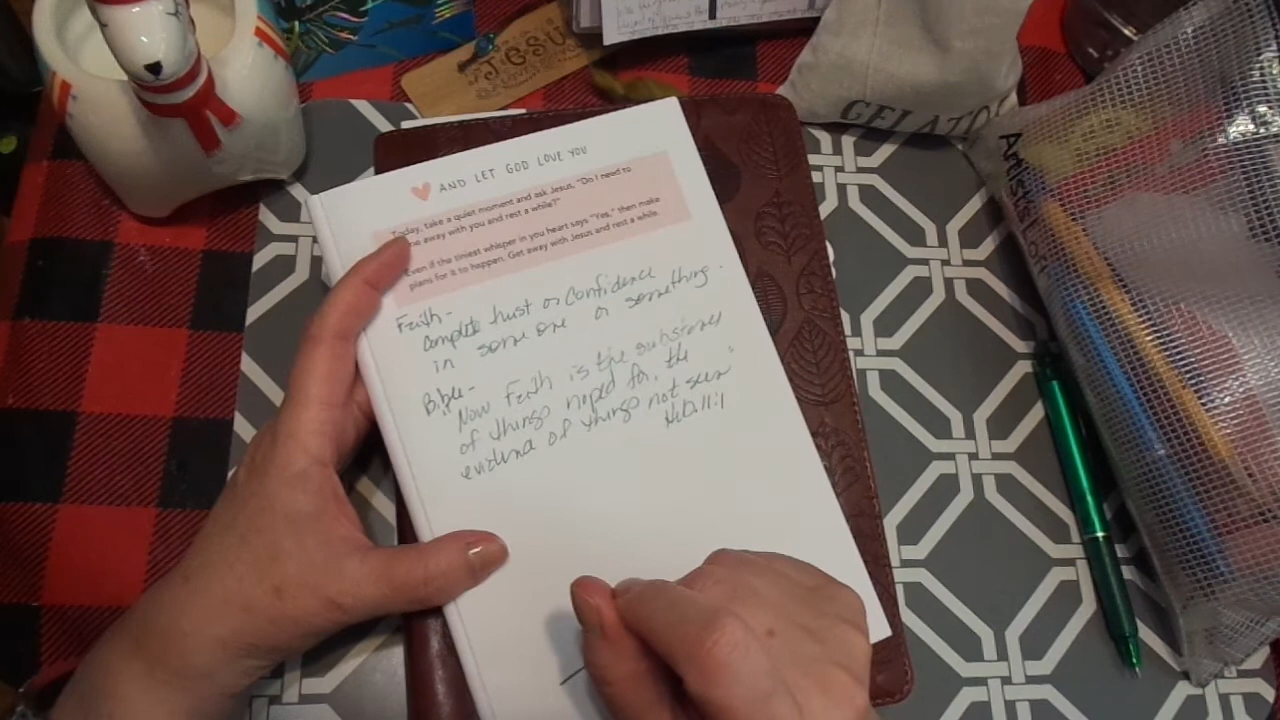 JESUS
GELATO
Artist Loft
AND LET GOD LOVE YOU
Today, take a quiet moment and ask Jesus, "Do I need to
come away with you and rest a while?"
Even if the tiniest whisper in you heart says "Yes," then make
plans for it to happen. Get away with Jesus and rest a while.
Faith-
Complete trust or Confidence
in some one or something.
Bible-
"Now Faith is the substance
of things hoped for, the
evidence of things not seen"
Heb.11:1